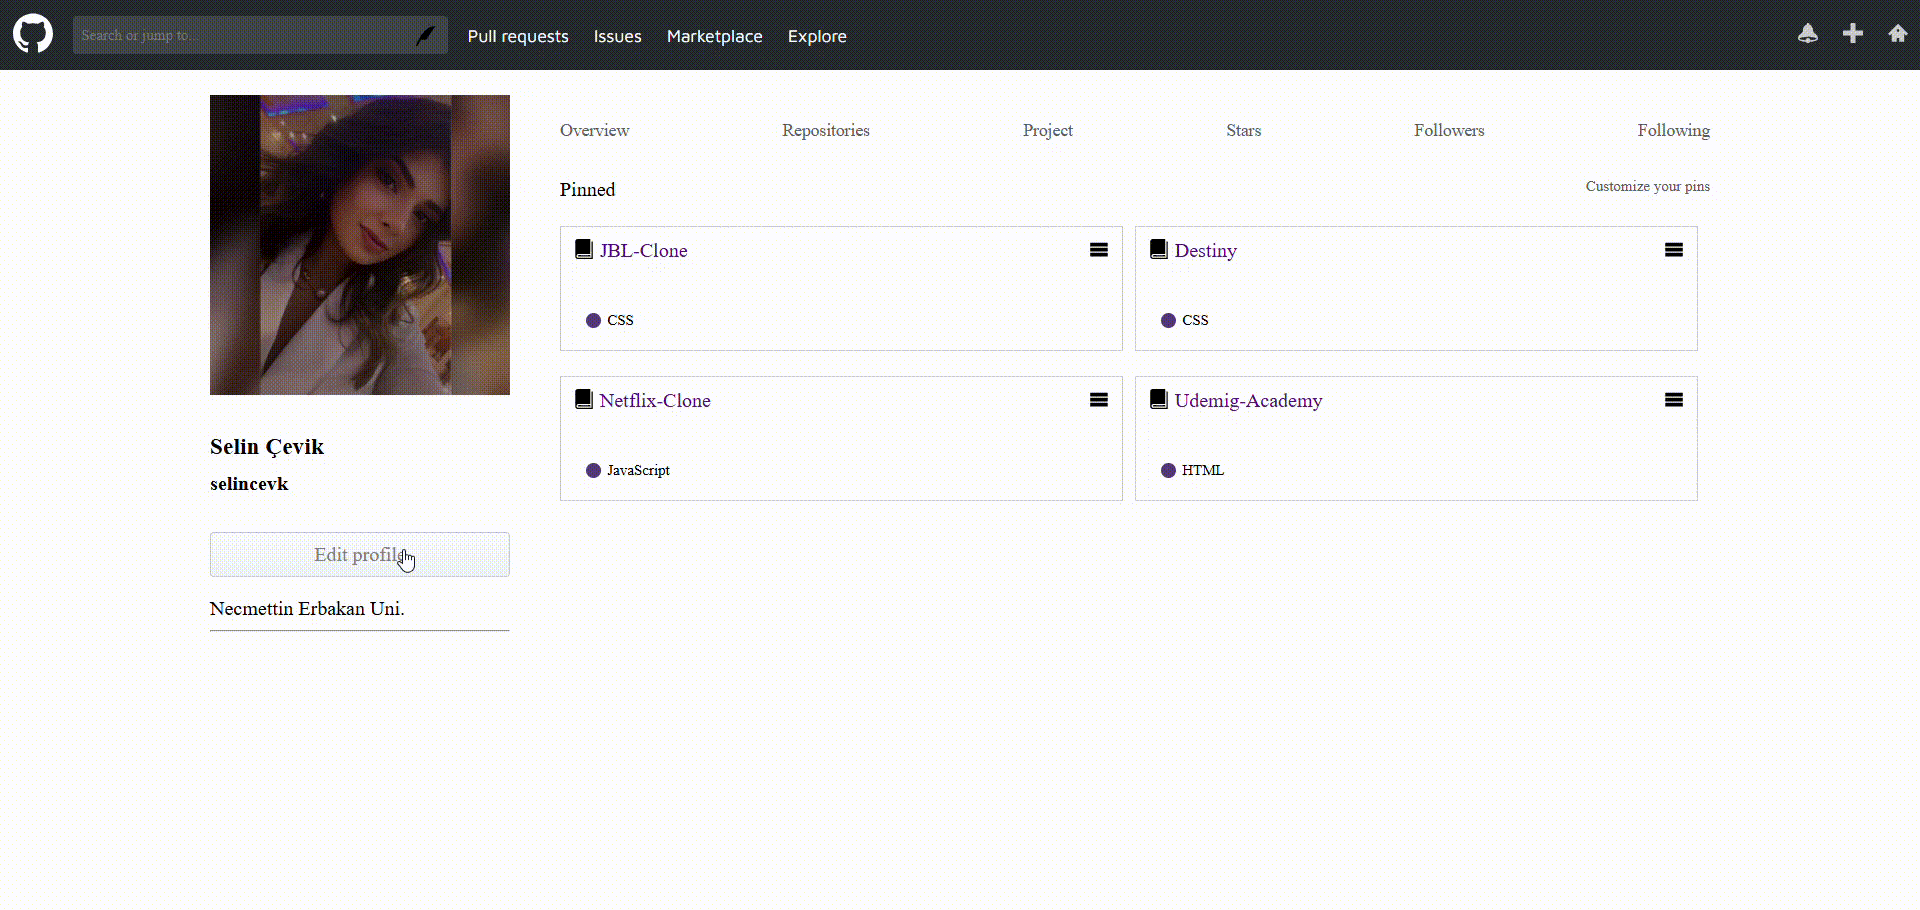 Search or jump to...
Pull requests Issues Marketplace Explore
Overview Repositories Project Stars Followers Following
Pinned Customize your pins
JBL-Clone
CSS
Destiny
CSS
Netflix-Clone
JavaScript
Udemig-Academy
HTML
Selin Çevik
selincevk
Edit profile
Necmettin Erbakan Uni.